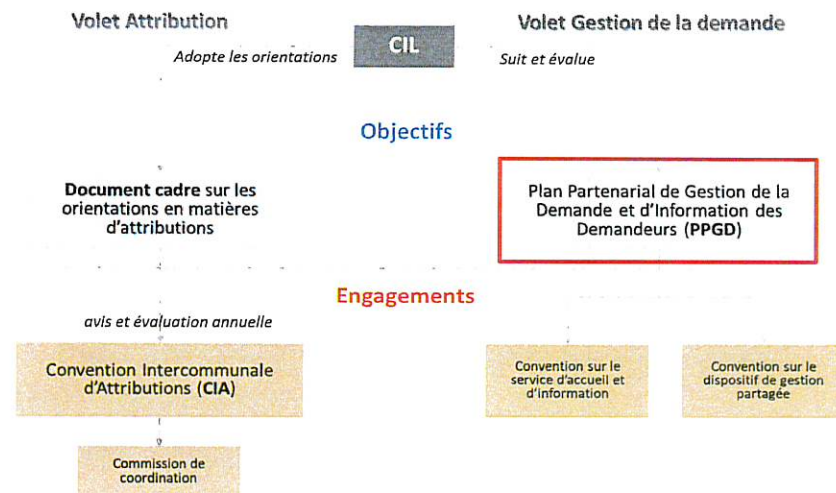 Volet Attribution
Volet Gestion de la demande
CIL
Adopte les orientations
Suit et évalue
Objectifs
Document cadre sur les
orientations en matières
d'attributions
Plan Partenarial de Gestion de la
Demande et d'Information des
Demandeurs (PPGD)
Engagements
avis et évaluation annuelle
Convention Intercommunale
d'Attributions (CIA)
Convention sur le
service d'accueil et
d'information
Convention sur le
dispositif de gestion
partagée
Commission de
coordination